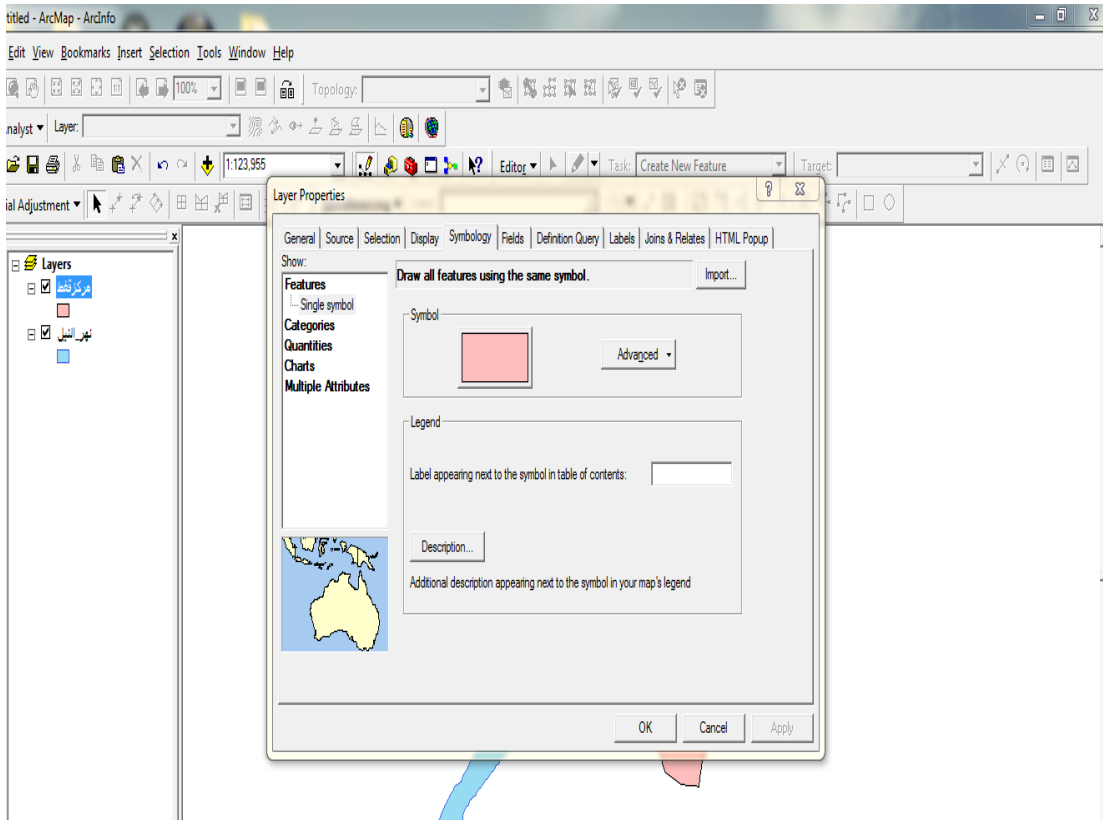 titled - ArcMap - ArcInfo
Edit View Bookmarks Insert Selection Tools Window Help
100% Topology:
nalyst Layer:
1:123,955 Editor Task: Create New Feature Target:
ial Adjustment
Layer Properties
General Source Selection Display Symbology Fields Definition Query Labels Joins & Relates HTML Popup
Layers
مركزقفط
نهر_النيل
Show:
Features
Single symbol
Categories
Quantities
Charts
Multiple Attributes
Draw all features using the same symbol.
Import...
Symbol
Advanced
Legend
Label appearing next to the symbol in table of contents:
Description...
Additional description appearing next to the symbol in your map's legend
OK Cancel Apply